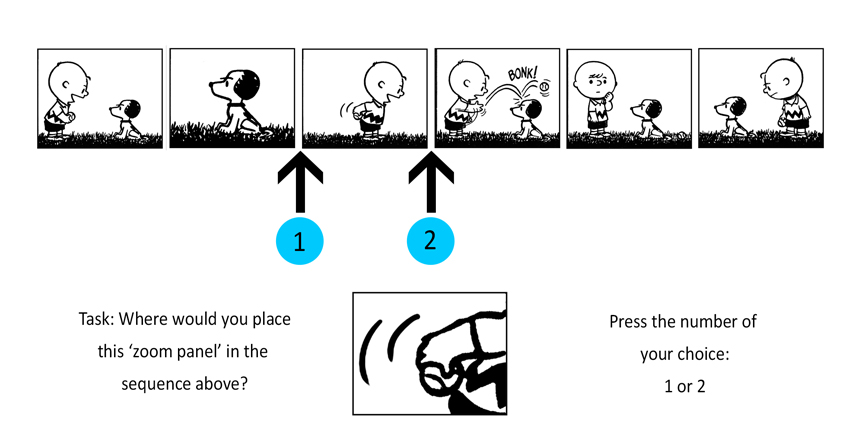 BONK!
1
2
Task: Where would you place
this ‘zoom panel’ in the
sequence above?
Press the number of
your choice:
1 or 2